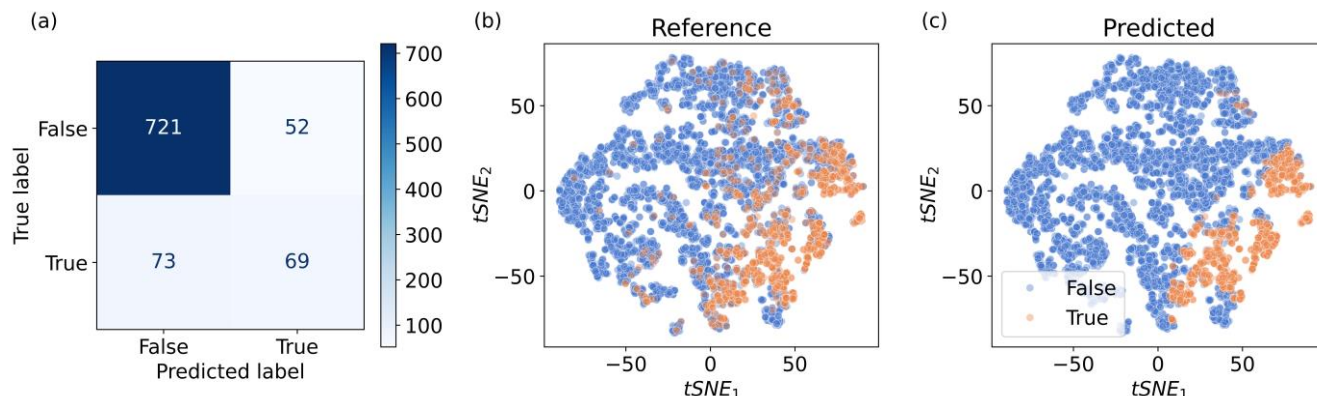 (a)
700
600
500
400
300
200
100
False
721
52
True
73
69
True label
False
True
Predicted label
(b)
Reference
50
0
−50
tSNE2
−50
0
50
tSNE1
(c)
Predicted
50
0
−50
tSNE2
False
True
−50
0
50
tSNE1